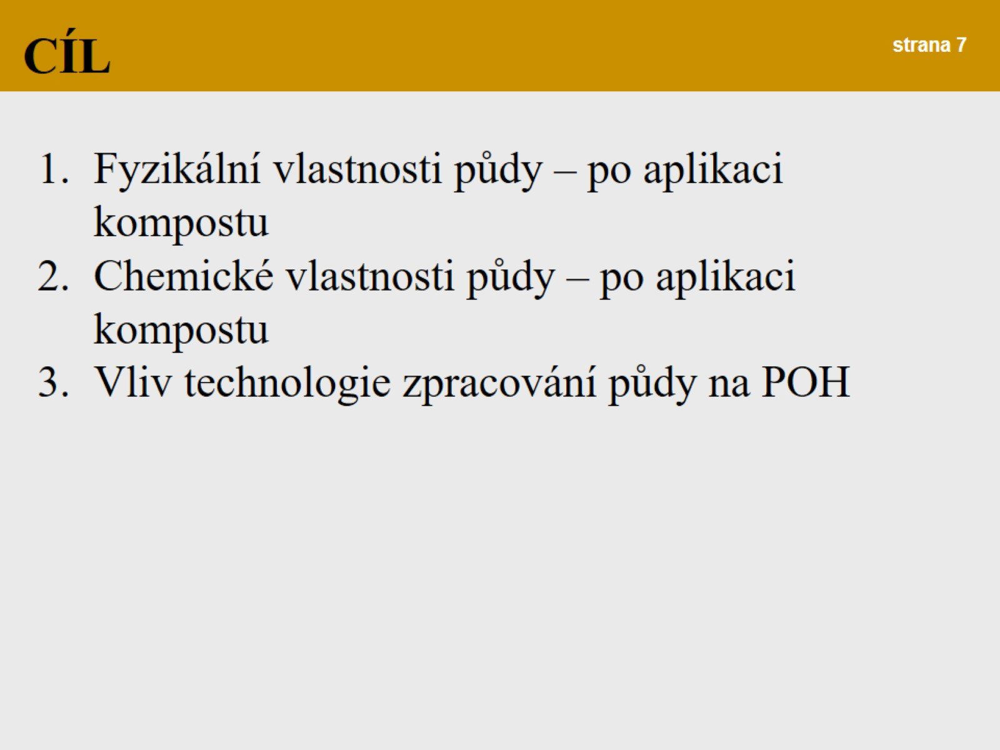 CÍL
strana 7
1. Fyzikální vlastnosti půdy – po aplikaci
kompostu
2. Chemické vlastnosti půdy – po aplikaci
kompostu
3. Vliv technologie zpracování půdy na POH